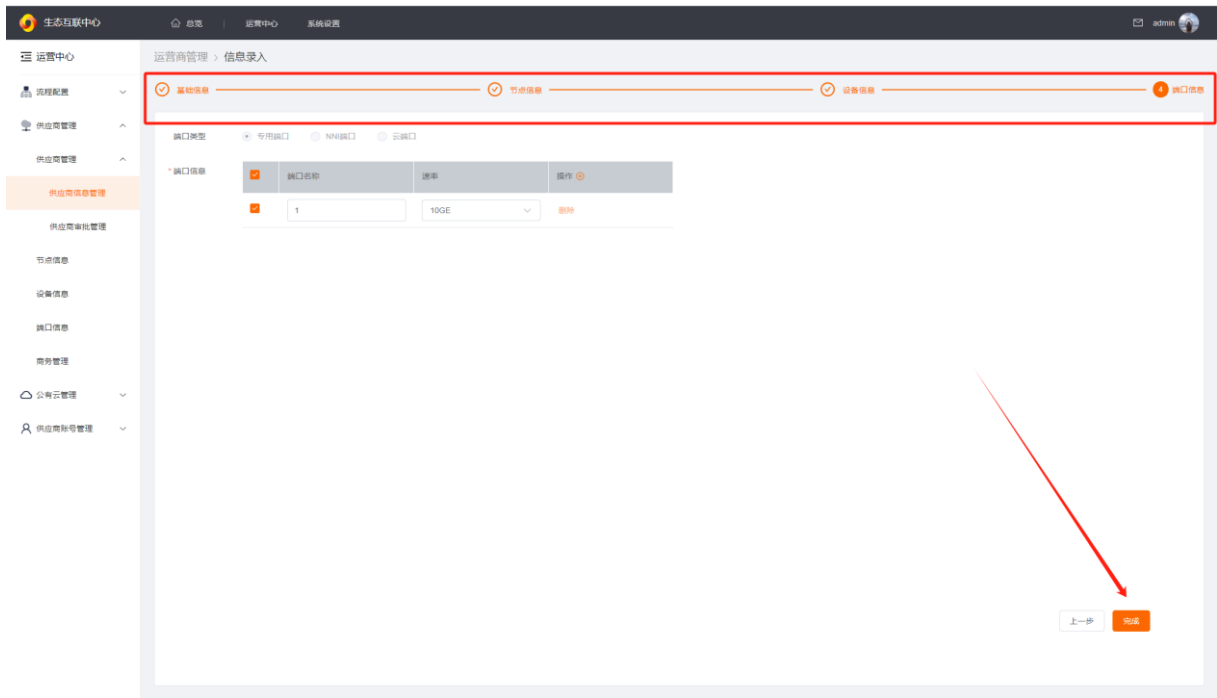 生态互联中心 总览 运营中心 系统设置 admin
运营中心 运营商管理 > 信息录入
流程配置 基础信息 节点信息 设备信息 4 端口信息
供应商管理 端口类型 专用端口 NNI端口 云端口
供应商管理 * 端口信息 端口名称 速率 操作
供应商信息管理 1 10GE 删除
供应商审批管理
节点信息
设备信息
端口信息
商务管理
公有云管理
供应商账号管理
上一步 完成